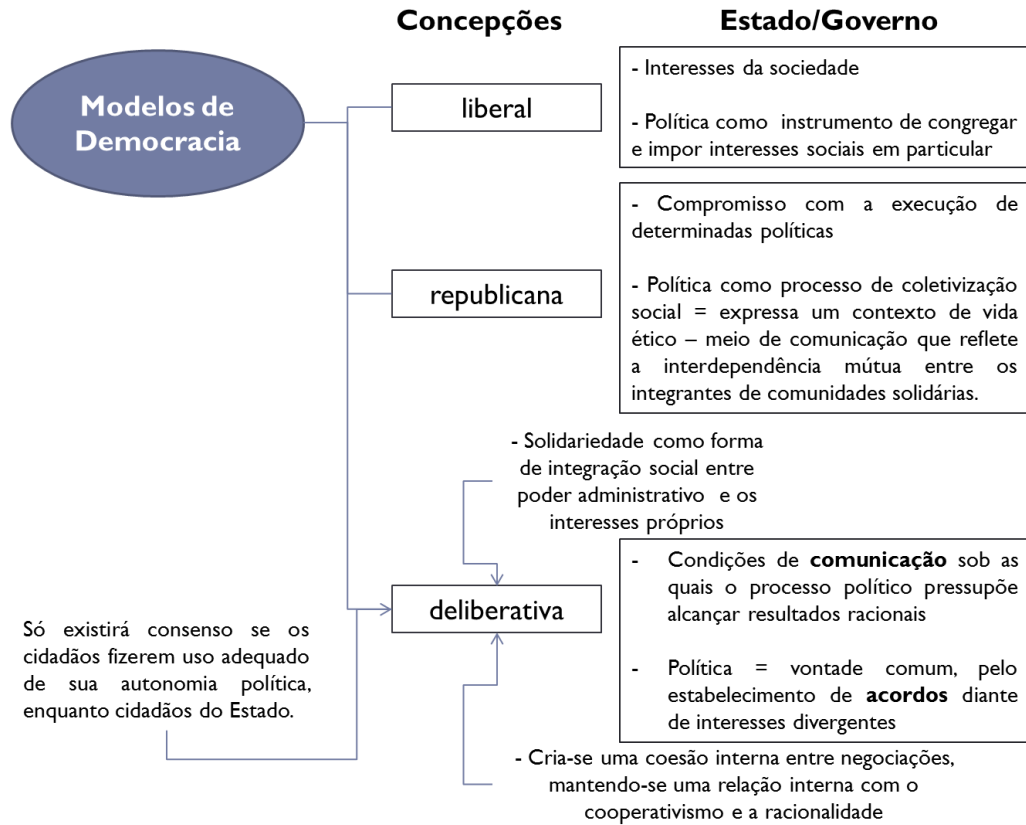 Concepções
Estado/Governo
Modelos de
Democracia
liberal
- Interesses da sociedade
- Política como instrumento de congregar
e impor interesses sociais em particular
republicana
- Compromisso com a execução de
determinadas políticas
- Política como processo de coletivização
social = expressa um contexto de vida
ético – meio de comunicação que reflete
a interdependência mútua entre os
integrantes de comunidades solidárias.
- Solidariedade como forma
de integração social entre
poder administrativo e os
interesses próprios
deliberativa
- Condições de comunicação sob as
quais o processo político pressupõe
alcançar resultados racionais
- Política = vontade comum, pelo
estabelecimento de acordos diante
de interesses divergentes
Só existirá consenso se os
cidadãos fizerem uso adequado
de sua autonomia política,
enquanto cidadãos do Estado.
- Cria-se uma coesão interna entre negociações,
mantendo-se uma relação interna com o
cooperativismo e a racionalidade